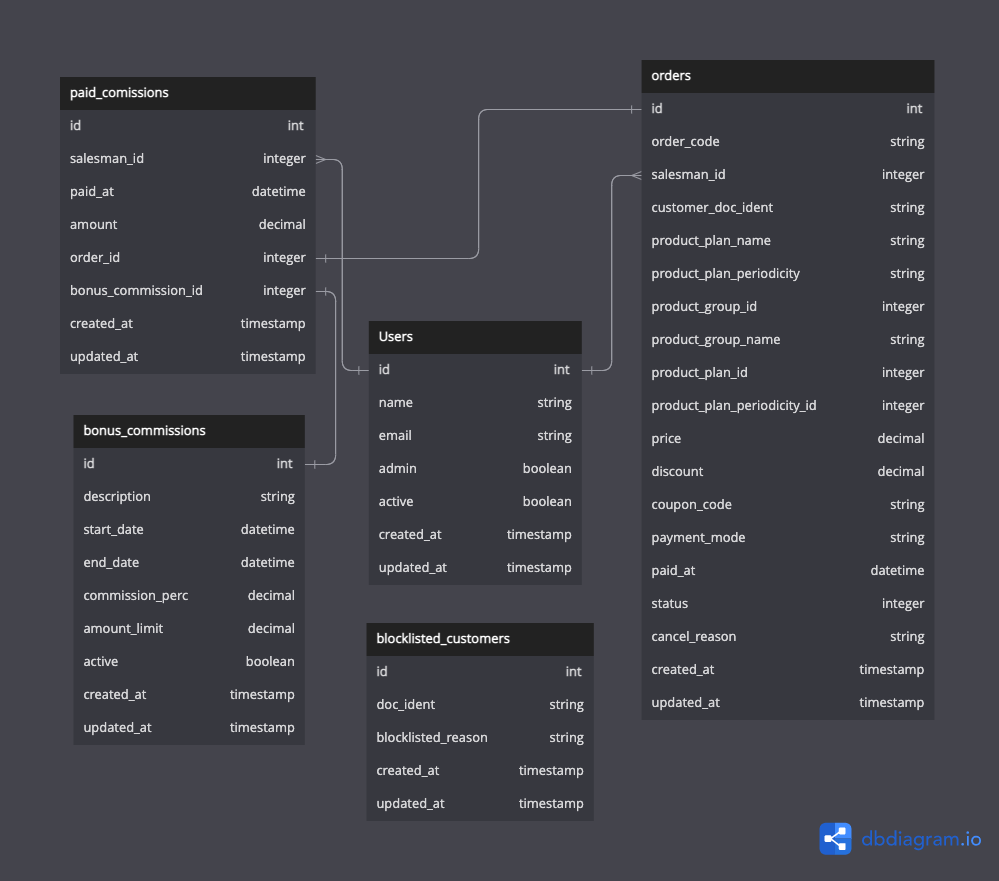 paid_comissions
id int
salesman_id integer
paid_at datetime
amount decimal
order_id integer
bonus_commission_id integer
created_at timestamp
updated_at timestamp
bonus_commissions
id int
description string
start_date datetime
end_date datetime
commission_perc decimal
amount_limit decimal
active boolean
created_at timestamp
updated_at timestamp
Users
id int
name string
email string
admin boolean
active boolean
created_at timestamp
updated_at timestamp
blocklisted_customers
id int
doc_ident string
blocklisted_reason string
created_at timestamp
updated_at timestamp
orders
id int
order_code string
salesman_id integer
customer_doc_ident string
product_plan_name string
product_plan_periodicity string
product_group_id integer
product_group_name string
product_plan_id integer
product_plan_periodicity_id integer
price decimal
discount decimal
coupon_code string
payment_mode string
paid_at datetime
status integer
cancel_reason string
created_at timestamp
updated_at timestamp
dbdiagram.io